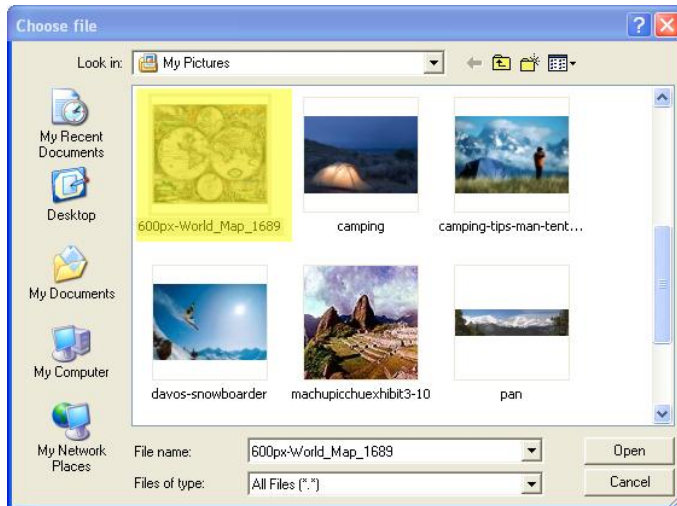 Choose file
Look in:
My Pictures
My Recent
Documents
Desktop
My Documents
My Computer
My Network
Places
600px-World_Map_1689
camping
camping-tips-man-tent...
davos-snowboarder
machupicchuexhibit3-10
pan
File name:
600px-World_Map_1689
Open
Files of type:
All Files (*.*)
Cancel